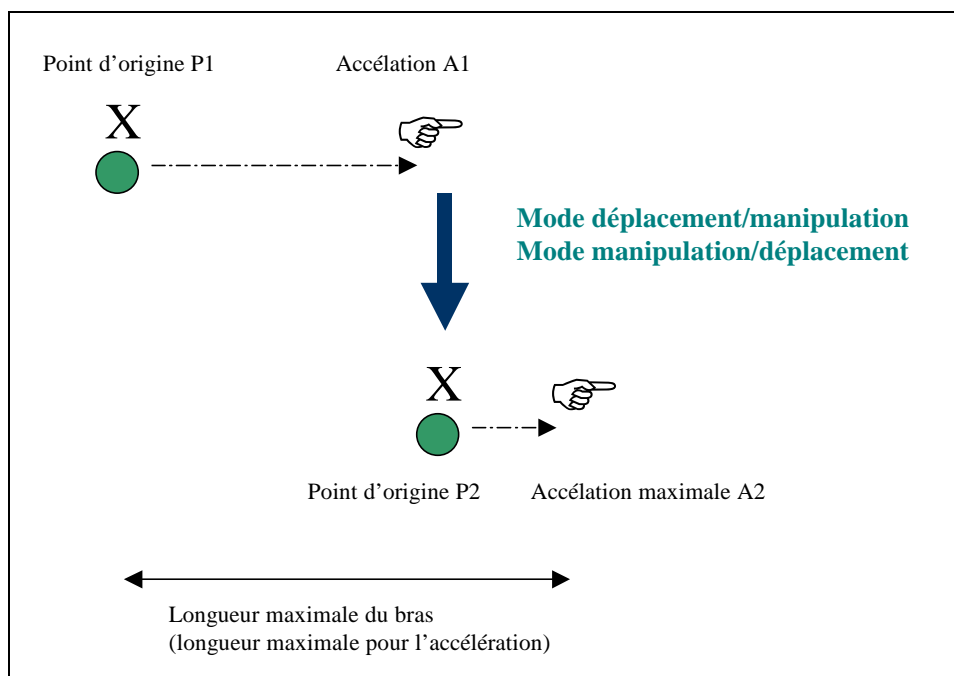 Point d’origine P1 Accélation A1
X
Mode déplacement/manipulation
Mode manipulation/déplacement
X
Point d’origine P2 Accélation maximale A2
Longueur maximale du bras
(longueur maximale pour l’accélération)